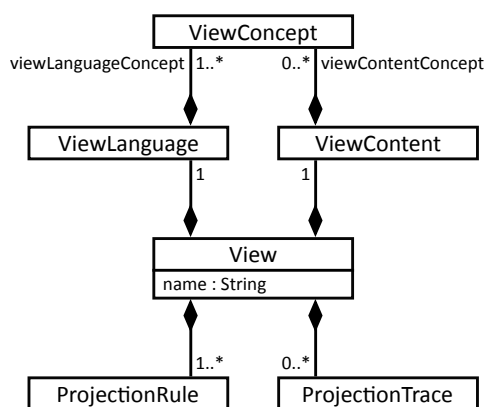 ViewConcept
viewLanguageConcept 1..* 0..* viewContentConcept
ViewLanguage ViewContent
1 1
View
name : String
1..* 0..*
ProjectionRule ProjectionTrace